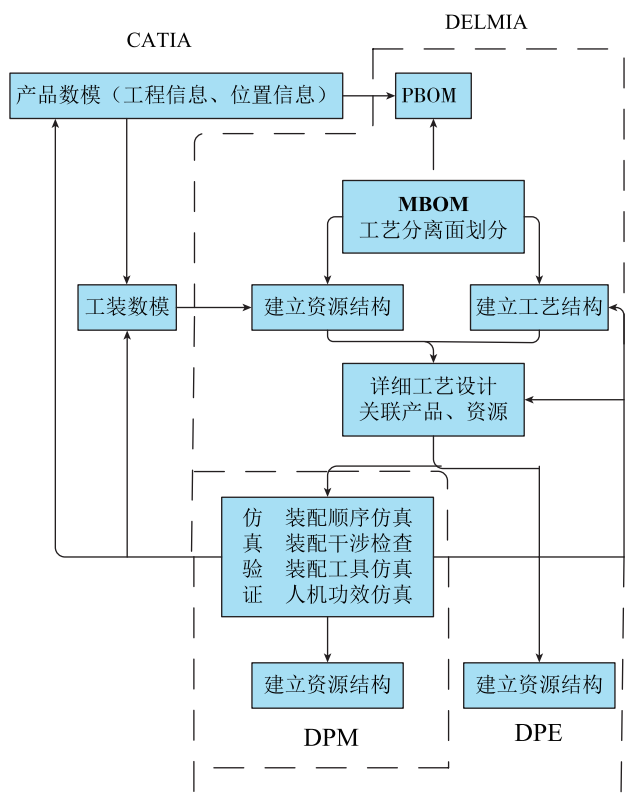 CATIA
DELMIA
产品数模（工程信息、位置信息）
PBOM
MBOM
工艺分离面划分
工装数模
建立资源结构
建立工艺结构
详细工艺设计
关联产品、资源
仿 装配顺序仿真
真 装配干涉检查
验 装配工具仿真
证 人机功效仿真
建立资源结构
建立资源结构
DPM
DPE